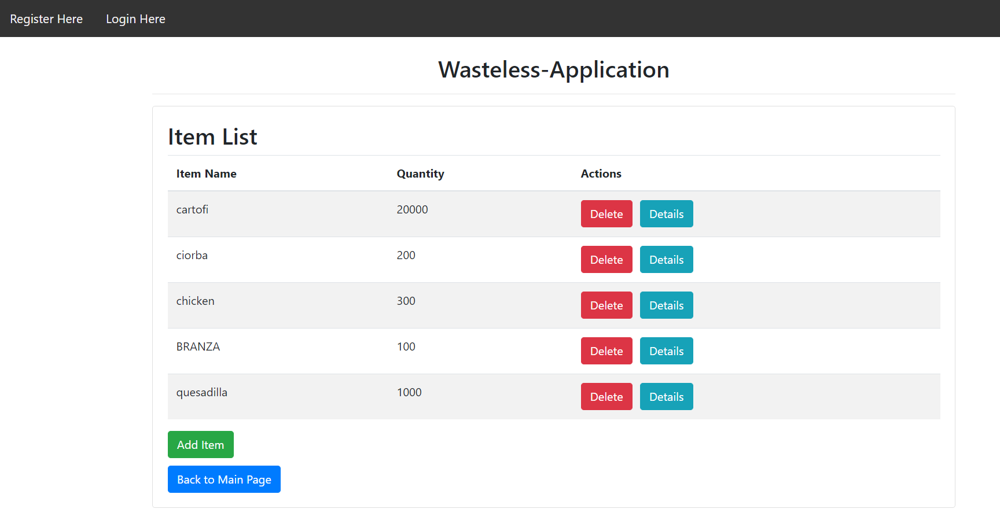 Register Here Login Here
Wasteless-Application
Item List
Item Name Quantity Actions
cartofi 20000 Delete Details
ciorba 200 Delete Details
chicken 300 Delete Details
BRANZA 100 Delete Details
quesadilla 1000 Delete Details
Add Item
Back to Main Page